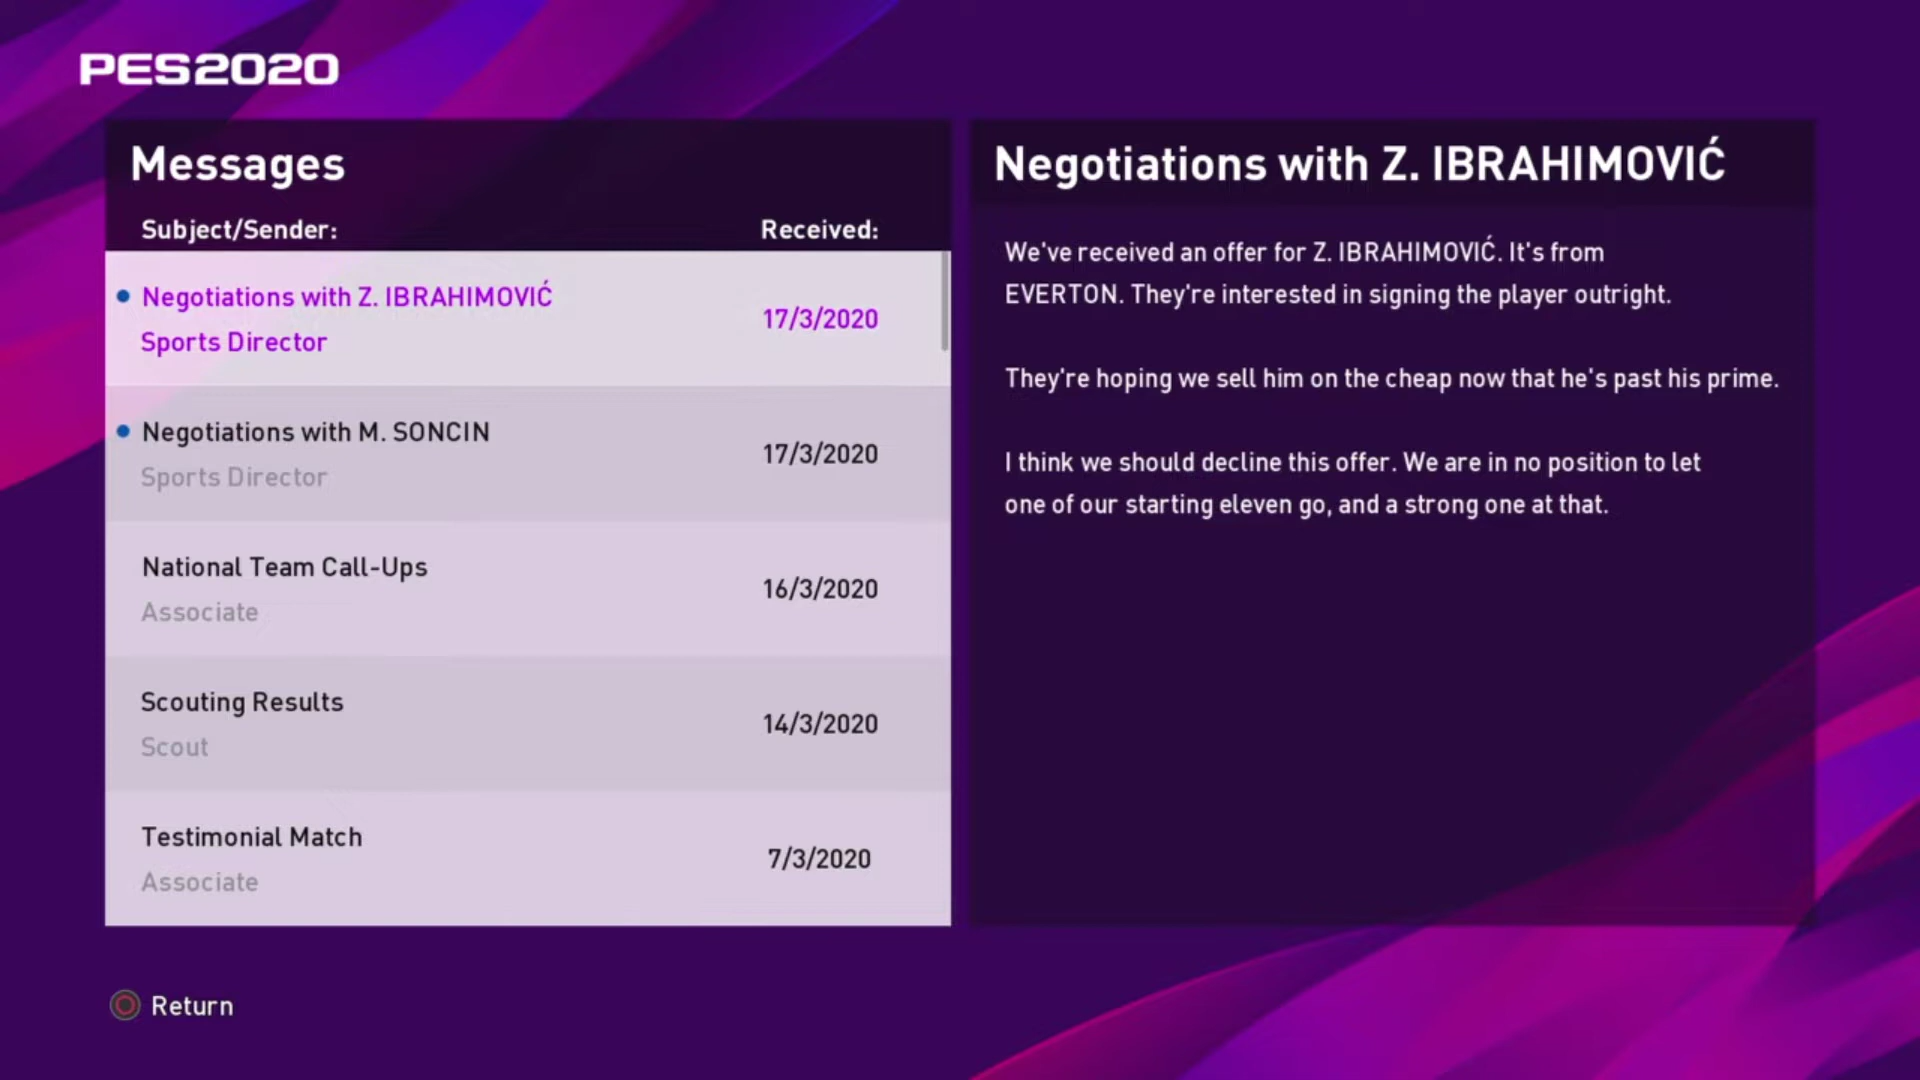 PES2020
Messages
Subject/Sender: Received:
Negotiations with Z. IBRAHIMOVIĆ
Sports Director
17/3/2020
Negotiations with M. SONCIN
Sports Director
17/3/2020
National Team Call-Ups
Associate
16/3/2020
Scouting Results
Scout
14/3/2020
Testimonial Match
Associate
7/3/2020
Negotiations with Z. IBRAHIMOVIĆ
We've received an offer for Z. IBRAHIMOVIĆ. It's from
EVERTON. They're interested in signing the player outright.
They're hoping we sell him on the cheap now that he's past his prime.
I think we should decline this offer. We are in no position to let
one of our starting eleven go, and a strong one at that.
Return